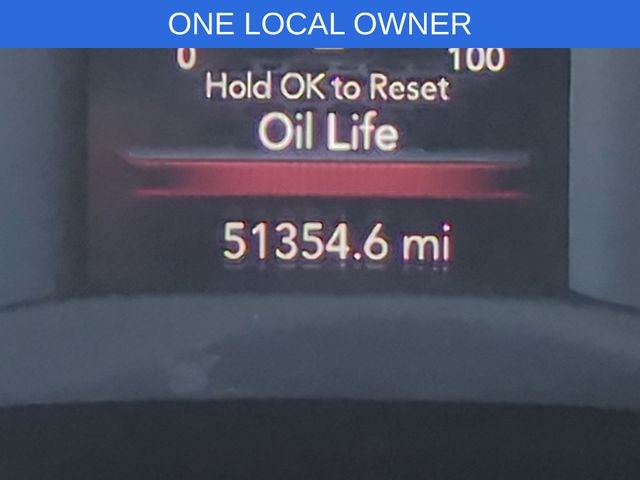 ONE LOCAL OWNER
0 100
Hold OK to Reset
Oil Life
51354.6 mi